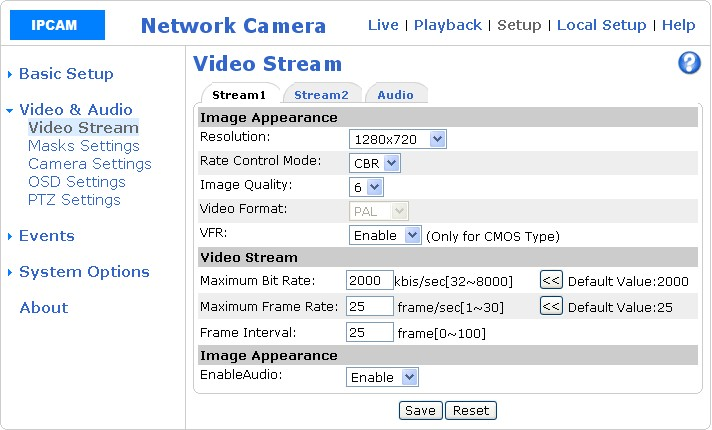 IPCAM
Network Camera
Live | Playback | Setup | Local Setup | Help
Basic Setup
Video & Audio
Video Stream
Masks Settings
Camera Settings
OSD Settings
PTZ Settings
Events
System Options
About
Video Stream
?
Stream1 Stream2 Audio
Image Appearance
Resolution: 1280x720
Rate Control Mode: CBR
Image Quality: 6
Video Format: PAL
VFR: Enable (Only for CMOS Type)
Video Stream
Maximum Bit Rate: 2000 kbis/sec[32~8000] << Default Value:2000
Maximum Frame Rate: 25 frame/sec[1~30] << Default Value:25
Frame Interval: 25 frame[0~100]
Image Appearance
EnableAudio: Enable
Save Reset